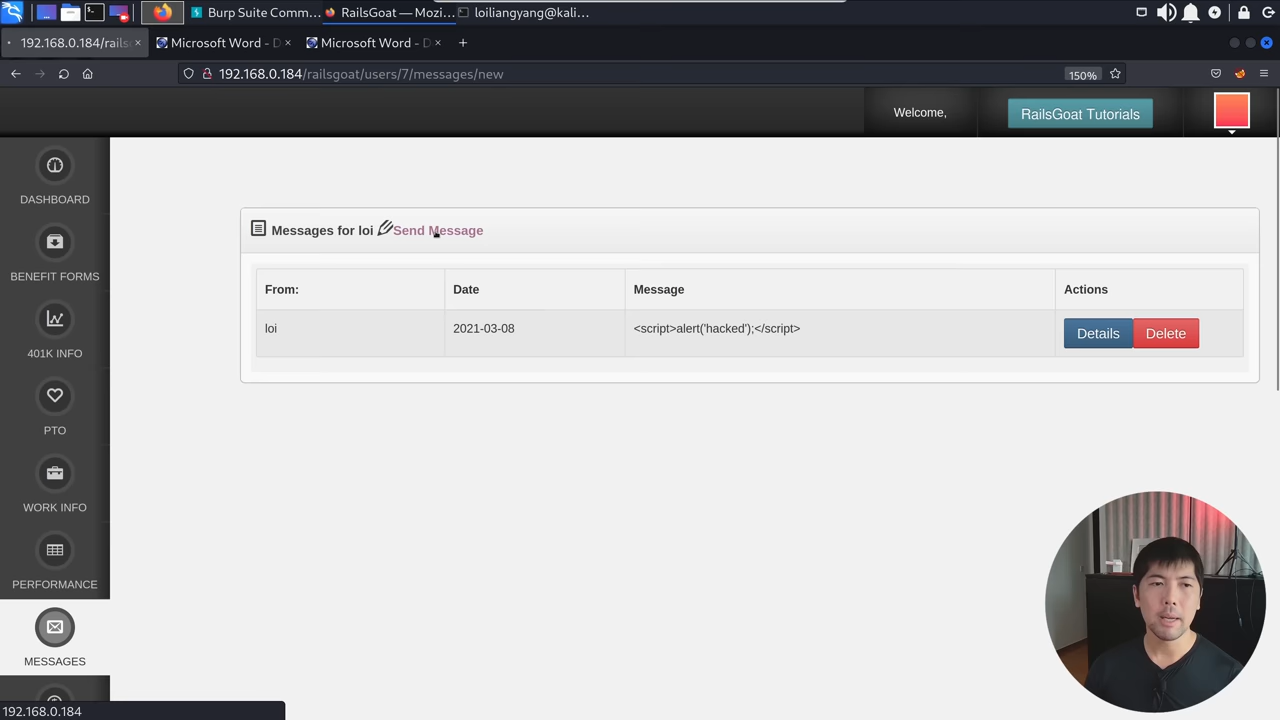 Burp Suite Comm...
RailsGoat — Mozi...
loiliangyang@kali...
192.168.0.184/rails
Microsoft Word - D
Microsoft Word - D
192.168.0.184/railsgoat/users/7/messages/new
150%
Welcome,
RailsGoat Tutorials
DASHBOARD
BENEFIT FORMS
401K INFO
PTO
WORK INFO
PERFORMANCE
MESSAGES
Messages for loi Send Message
From: Date Message Actions
loi 2021-03-08 <script>alert('hacked');</script> Details Delete
192.168.0.184